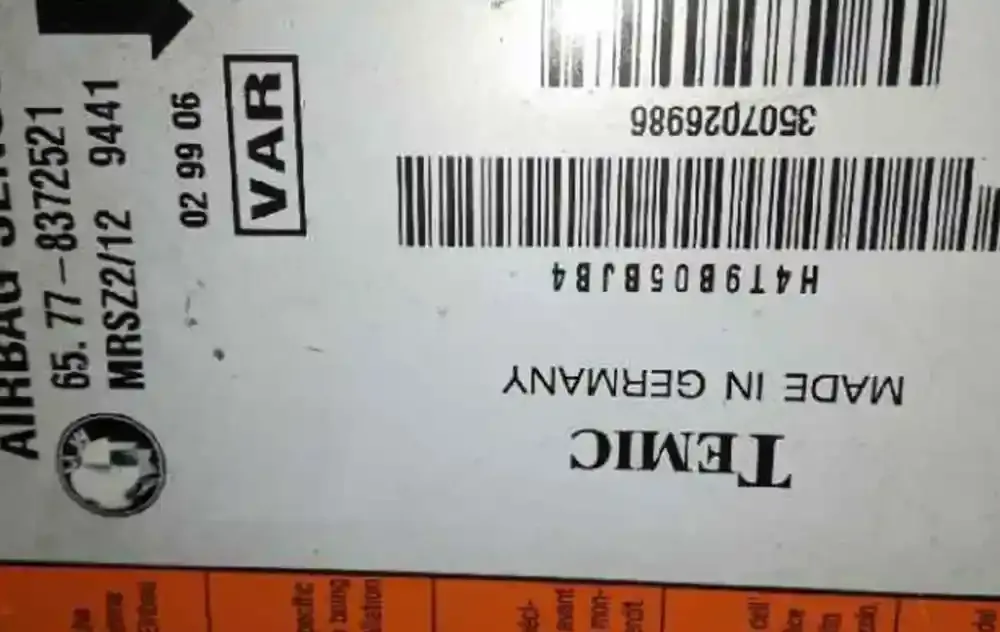 AIRBAG
65.77-8372521
MRSZ2/12 9441
02 99 06
VAR
3507026986
H4T9B05BJB4
MADE IN GERMANY
TEMIC